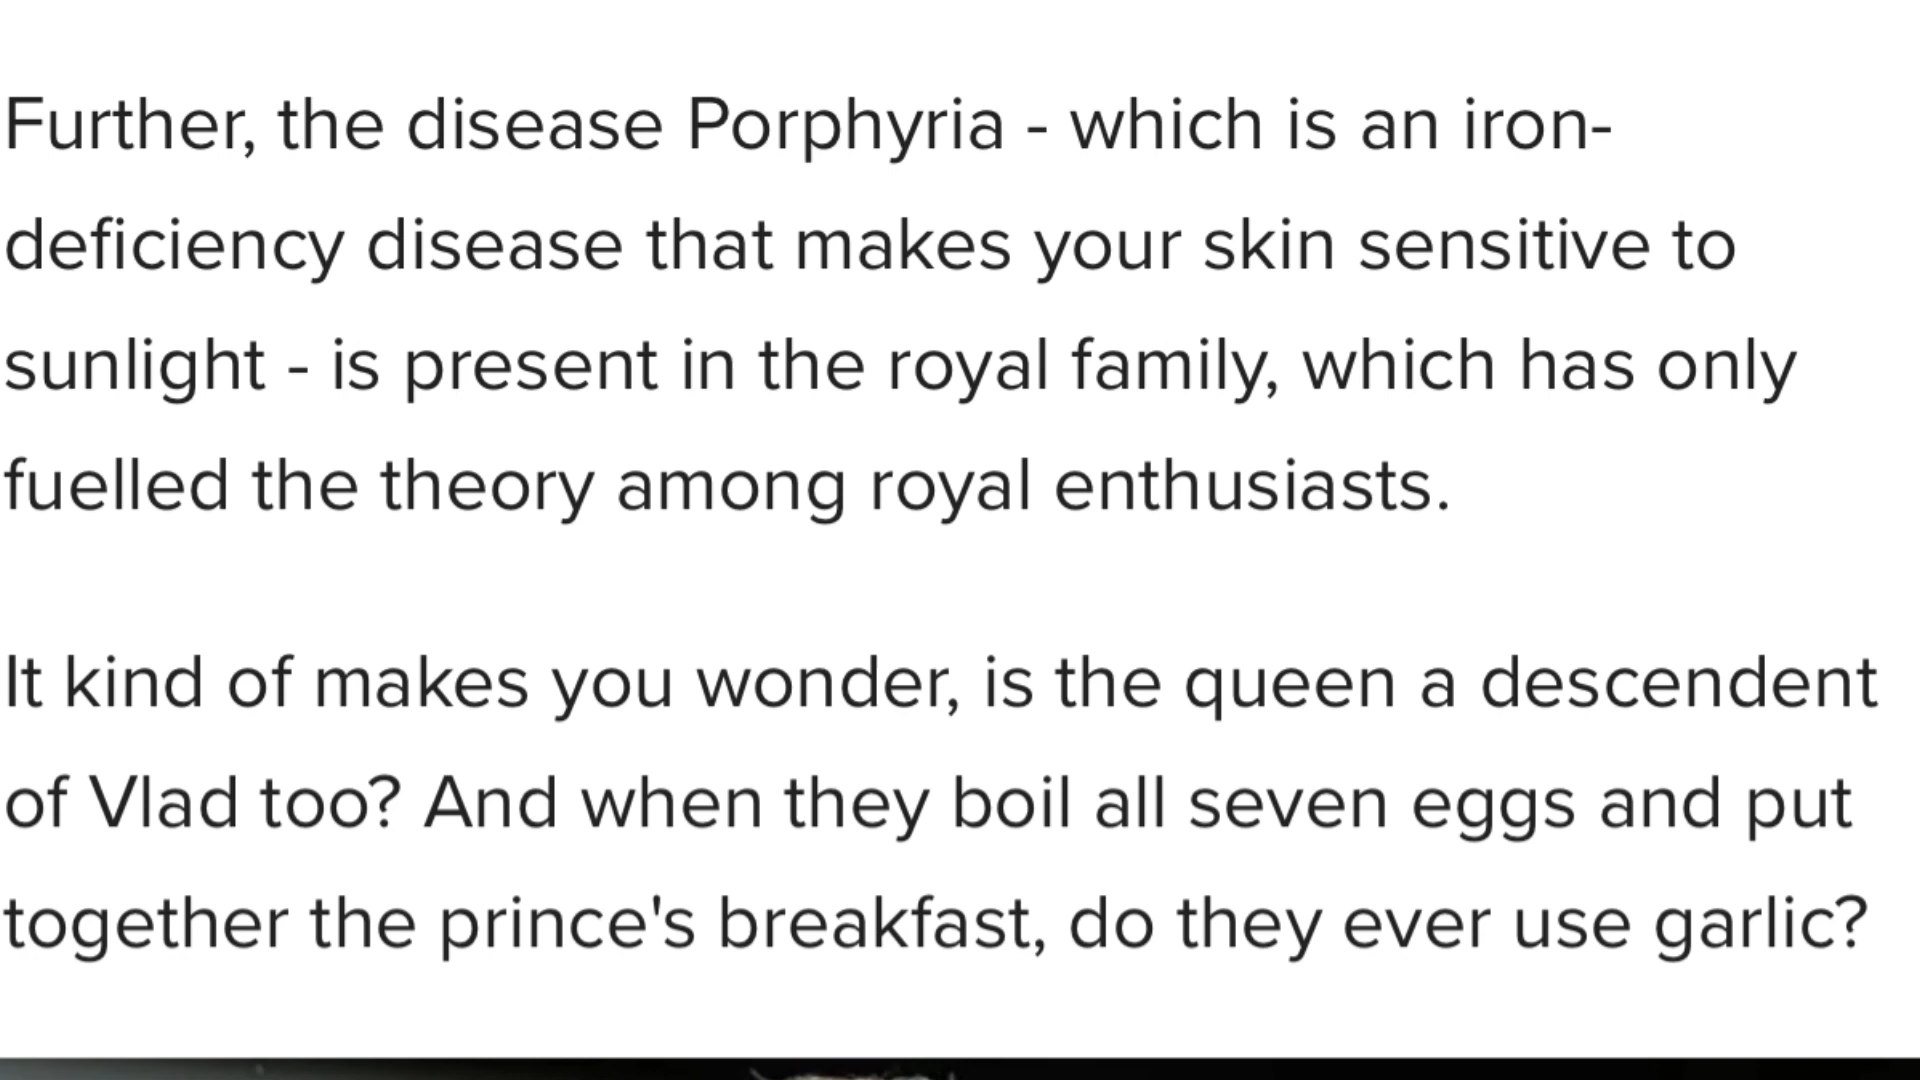 Further, the disease Porphyria - which is an iron-
deficiency disease that makes your skin sensitive to
sunlight - is present in the royal family, which has only
fuelled the theory among royal enthusiasts.
It kind of makes you wonder, is the queen a descendent
of Vlad too? And when they boil all seven eggs and put
together the prince's breakfast, do they ever use garlic?